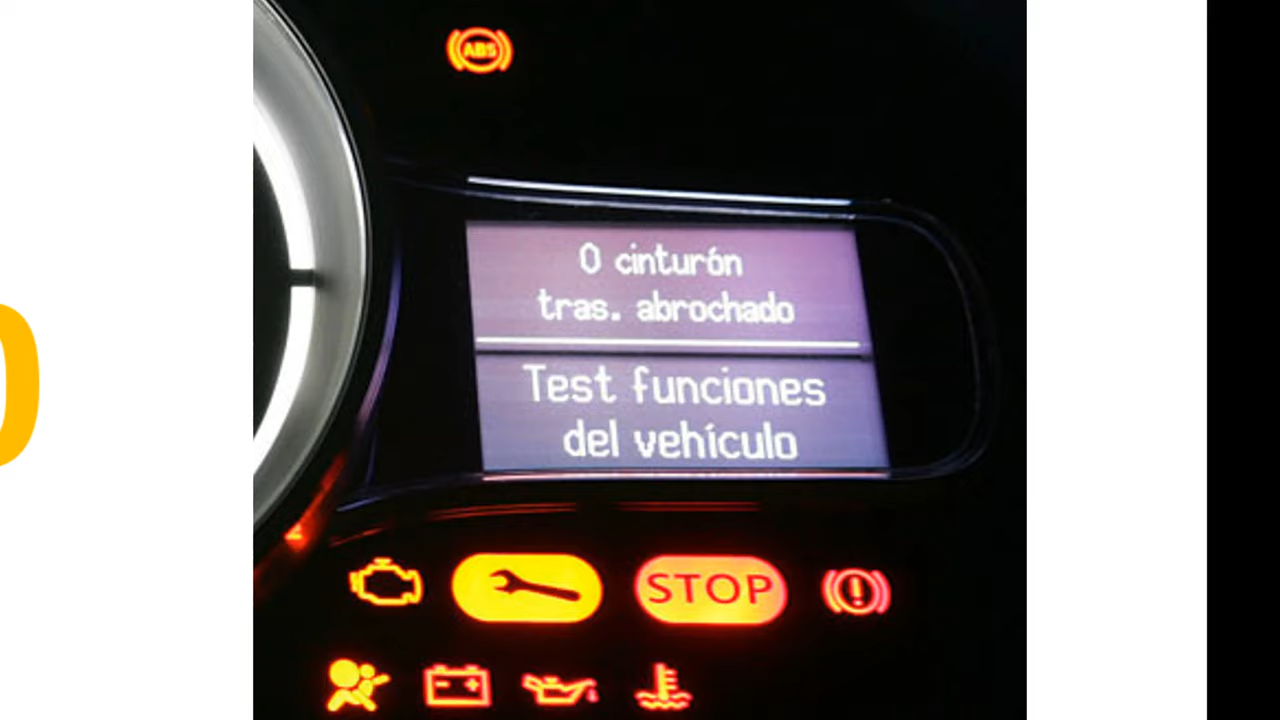 ABS
0 cinturón
tras. abrochado
Test funciones
del vehículo
STOP